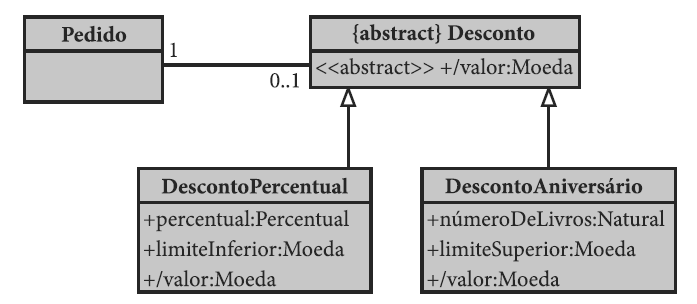 Pedido
{abstract} Desconto
<<abstract>> +/valor:Moeda
1
0..1
DescontoPercentual
+percentual:Percentual
+limiteInferior:Moeda
+/valor:Moeda
DescontoAniversário
+númeroDeLivros:Natural
+limiteSuperior:Moeda
+/valor:Moeda